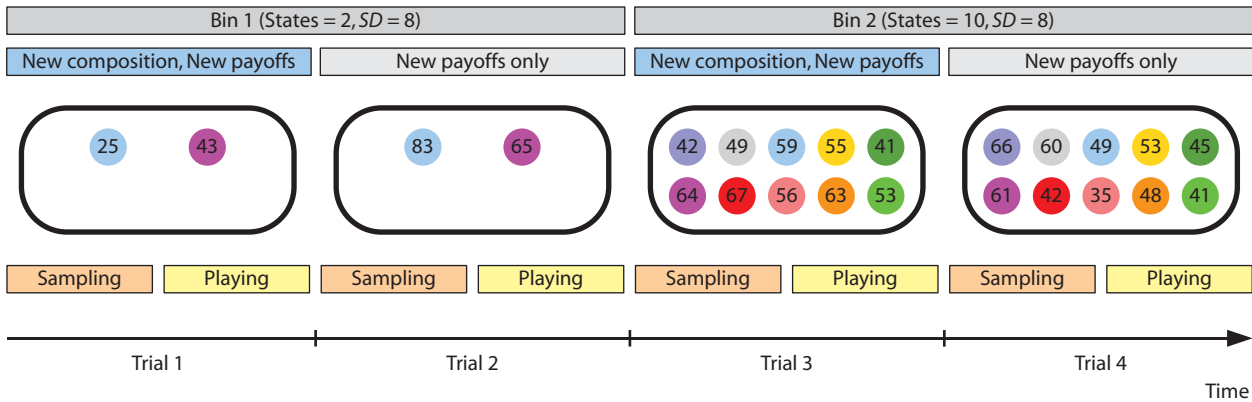 Bin 1 (States = 2, SD = 8) Bin 2 (States = 10, SD = 8)
New composition, New payoffs New payoffs only New composition, New payoffs New payoffs only
25 43 83 65 42 49 59 55 41 66 60 49 53 45
64 67 56 63 53 61 42 35 48 41
Sampling Playing Sampling Playing Sampling Playing Sampling Playing
Trial 1 Trial 2 Trial 3 Trial 4
Time